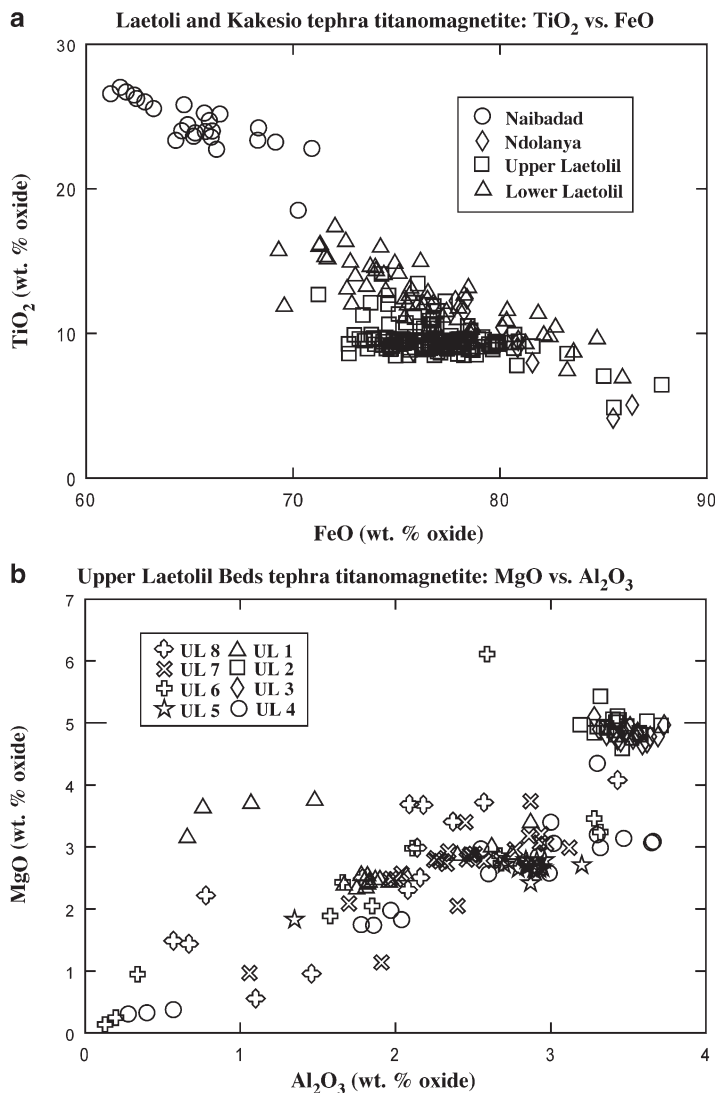 a
Laetoli and Kakesio tephra titanomagnetite: TiO2 vs. FeO
30
20
10
0
TiO2 (wt. % oxide)
Naibadad
Ndolanya
Upper Laetolil
Lower Laetolil
60 70 80 90
FeO (wt. % oxide)
b
Upper Laetolil Beds tephra titanomagnetite: MgO vs. Al2O3
7
6
5
4
3
2
1
0
MgO (wt. % oxide)
UL 8 UL 1
UL 7 UL 2
UL 6 UL 3
UL 5 UL 4
0 1 2 3 4
Al2O3 (wt. % oxide)